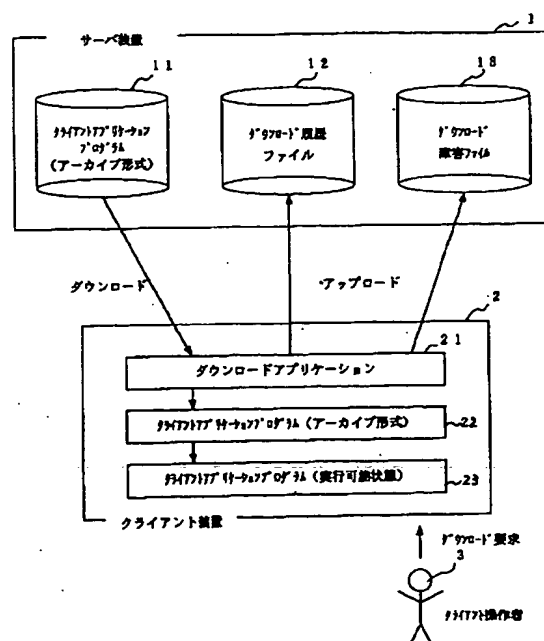 サーバ装置
1
11
クライアントアプリケーション
プログラム
(アーカイブ形式)
12
ダウンロード履歴
ファイル
13
ダウンロード
障害ファイル
ダウンロード
アップロード
2
21
ダウンロードアプリケーション
クライアントアプリケーションプログラム(アーカイブ形式)
22
クライアントアプリケーションプログラム(実行可能状態)
23
クライアント装置
ダウンロード要求
3
クライアント操作者